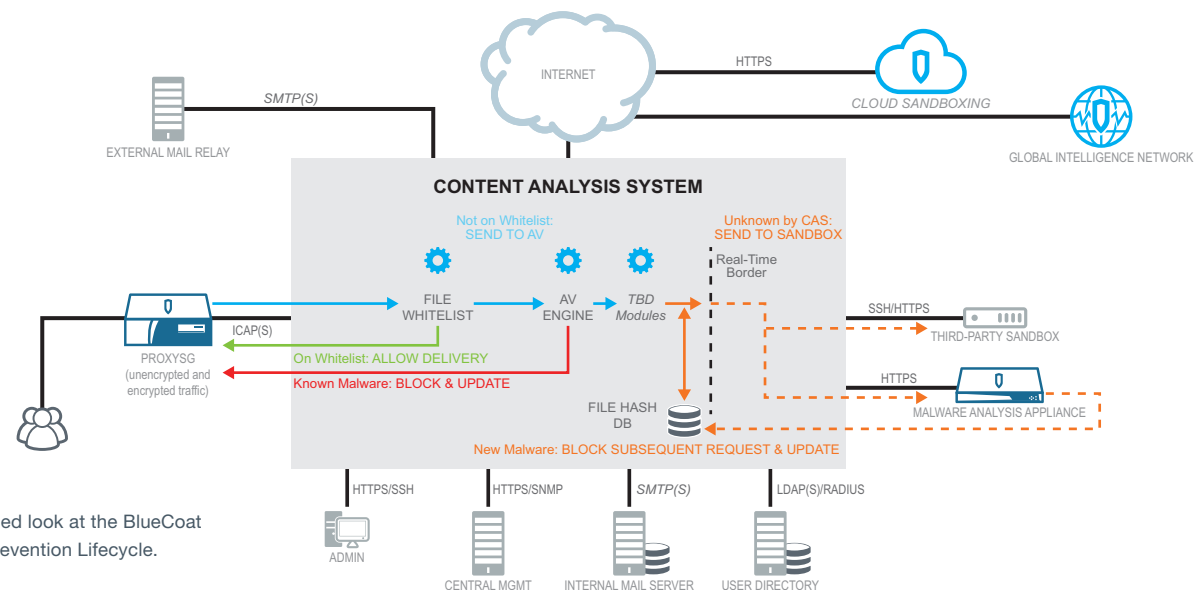 INTERNET
HTTPS
CLOUD SANDBOXING
SMTP(S)
EXTERNAL MAIL RELAY
GLOBAL INTELLIGENCE NETWORK
CONTENT ANALYSIS SYSTEM
Not on Whitelist:
SEND TO AV
Unknown by CAS:
SEND TO SANDBOX
Real-Time
Border
FILE
WHITELIST
AV
ENGINE
TBD
Modules
ICAP(S)
PROXYSG
(unencrypted and
encrypted traffic)
On Whitelist: ALLOW DELIVERY
Known Malware: BLOCK & UPDATE
SSH/HTTPS
THIRD-PARTY SANDBOX
HTTPS
MALWARE ANALYSIS APPLIANCE
FILE HASH
DB
New Malware: BLOCK SUBSEQUENT REQUEST & UPDATE
HTTPS/SSH
HTTPS/SNMP
SMTP(S)
LDAP(S)/RADIUS
ed look at the BlueCoat
evention Lifecycle.
ADMIN
CENTRAL MGMT
INTERNAL MAIL SERVER
USER DIRECTORY